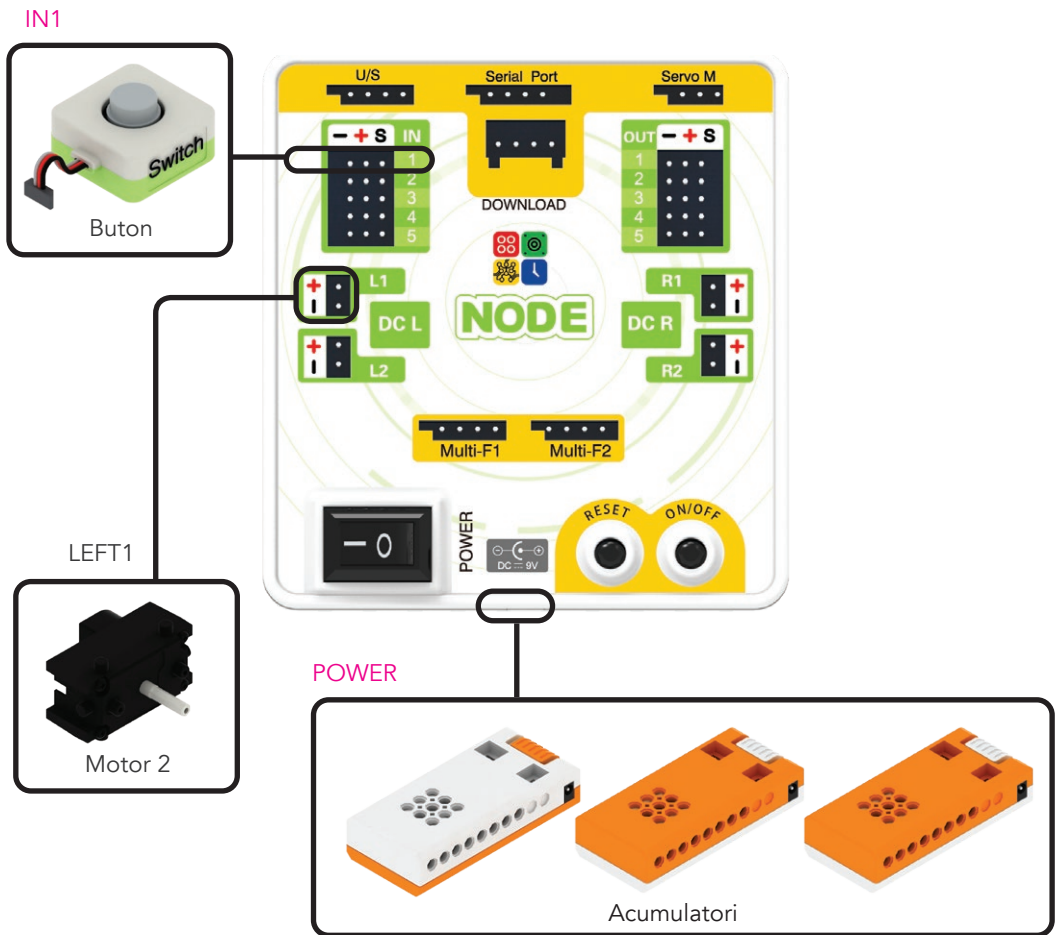 IN1
Switch
Buton
U/S
Serial Port
Servo M
- + S IN
1
2
3
4
5
DOWNLOAD
OUT - + S
1
2
3
4
5
+
-
L1
DC L
+
-
L2
NODE
R1
+
-
DC R
R2
+
-
Multi-F1
Multi-F2
– O
POWER
DC 9V
RESET
ON/OFF
LEFT1
Motor 2
POWER
Acumulatori